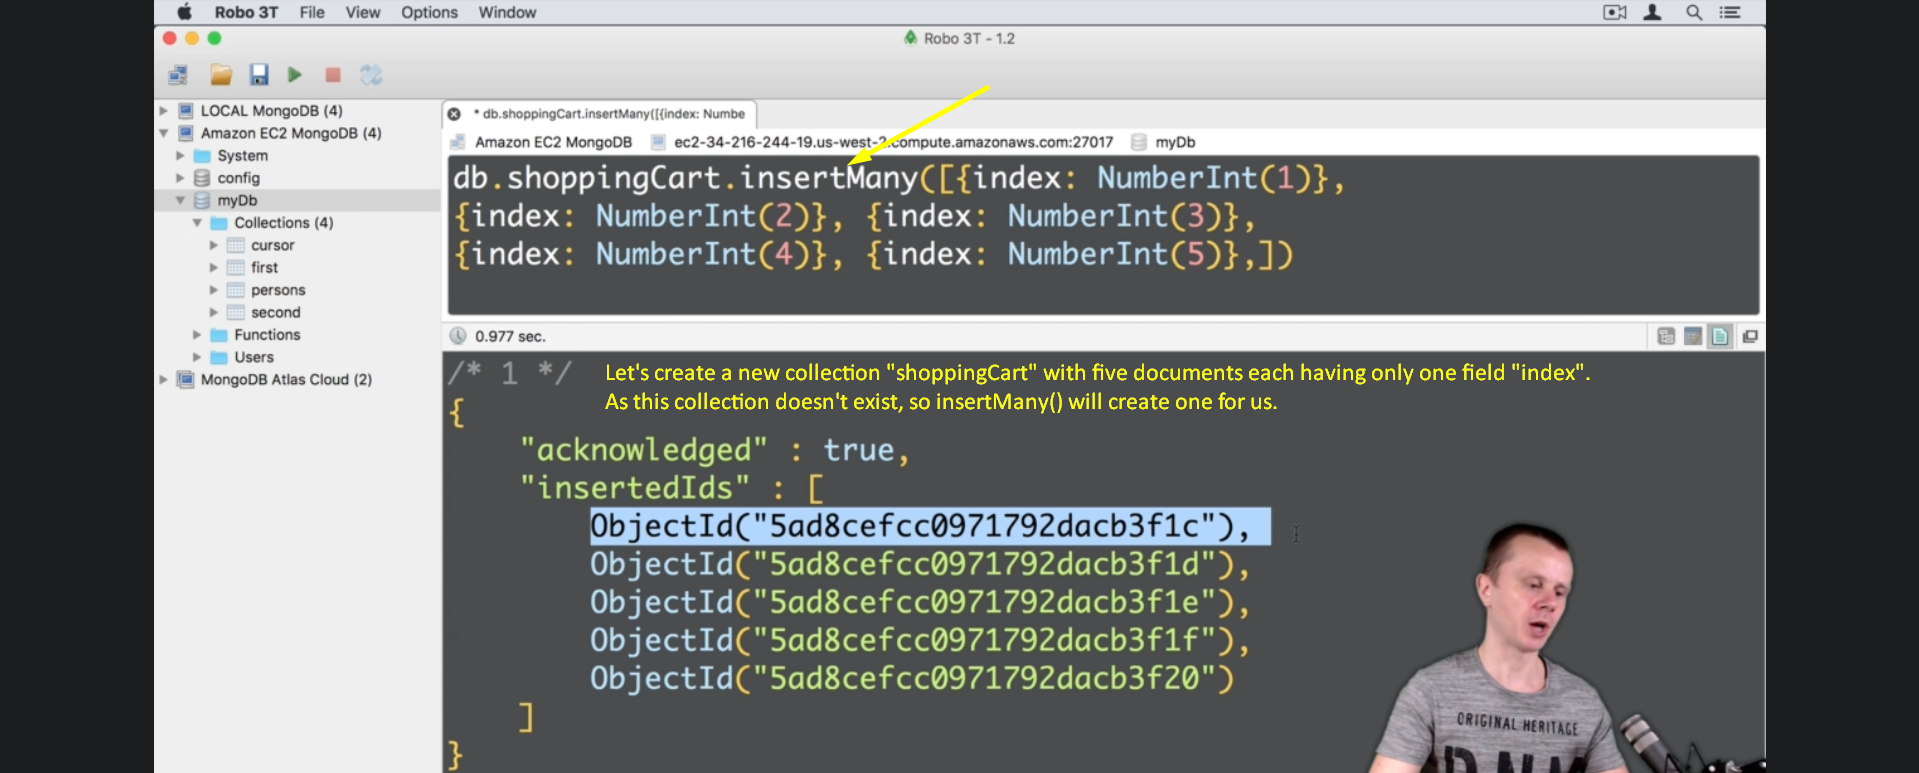 Robo 3T File View Options Window
Robo 3T - 1.2
LOCAL MongoDB (4)
Amazon EC2 MongoDB (4)
System
config
myDb
Collections (4)
cursor
first
persons
second
Functions
Users
MongoDB Atlas Cloud (2)
* db.shoppingCart.insertMany([{index: Numbe
Amazon EC2 MongoDB ec2-34-216-244-19.us-west-2.compute.amazonaws.com:27017 myDb
db.shoppingCart.insertMany([{index: NumberInt(1)},
{index: NumberInt(2)}, {index: NumberInt(3)},
{index: NumberInt(4)}, {index: NumberInt(5)},])
0.977 sec.
/* 1 */
Let's create a new collection "shoppingCart" with five documents each having only one field "index".
As this collection doesn't exist, so insertMany() will create one for us.
{
"acknowledged" : true,
"insertedIds" : [
ObjectId("5ad8cefcc0971792dacb3f1c"),
ObjectId("5ad8cefcc0971792dacb3f1d"),
ObjectId("5ad8cefcc0971792dacb3f1e"),
ObjectId("5ad8cefcc0971792dacb3f1f"),
ObjectId("5ad8cefcc0971792dacb3f20")
]
}
ORIGINAL HERITAGE